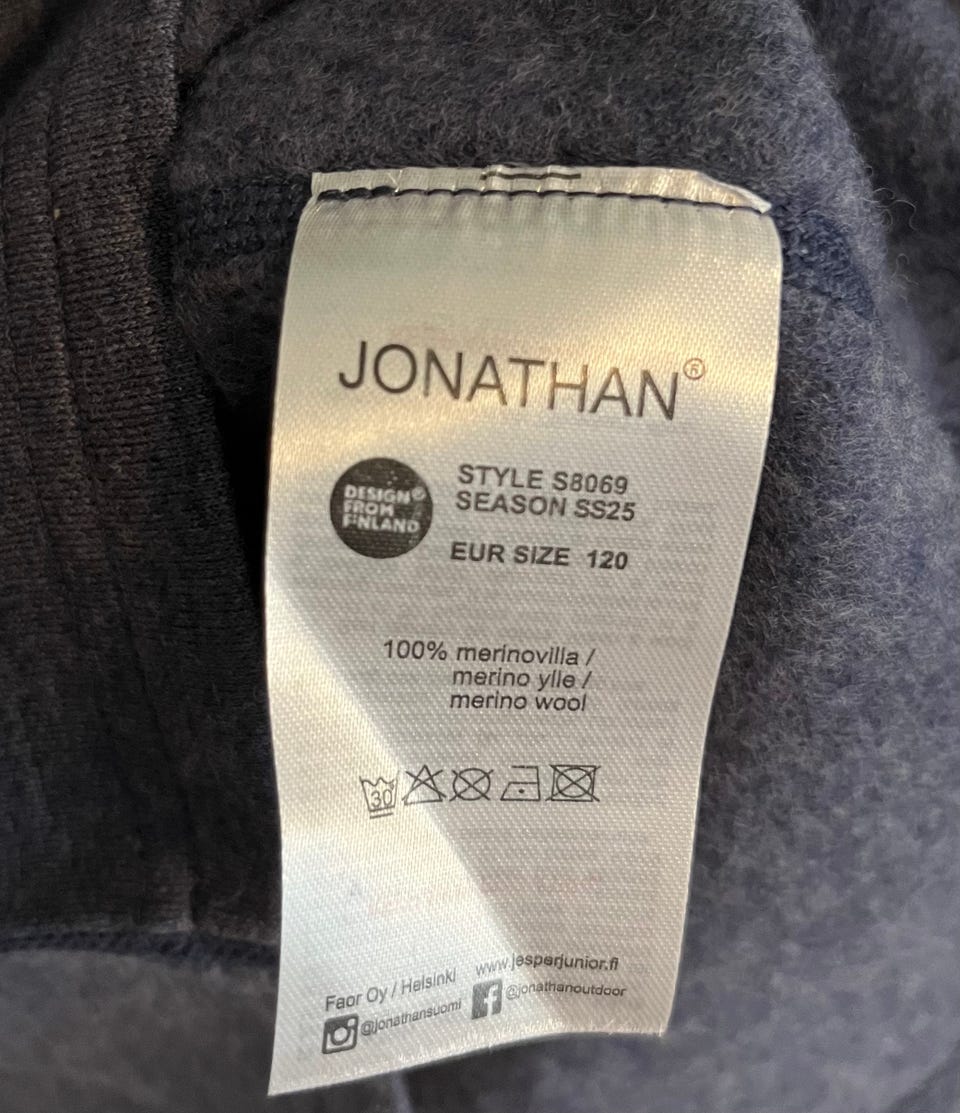 JONATHAN®
DESIGN®
FROM
FINLAND
STYLE S8069
SEASON SS25
EUR SIZE 120
100% merinovilla /
merino ylle /
merino wool
30
Faor Oy / Helsinki
www.jesperjunior.fi
@jonathansuomi
@jonathanoutdoor